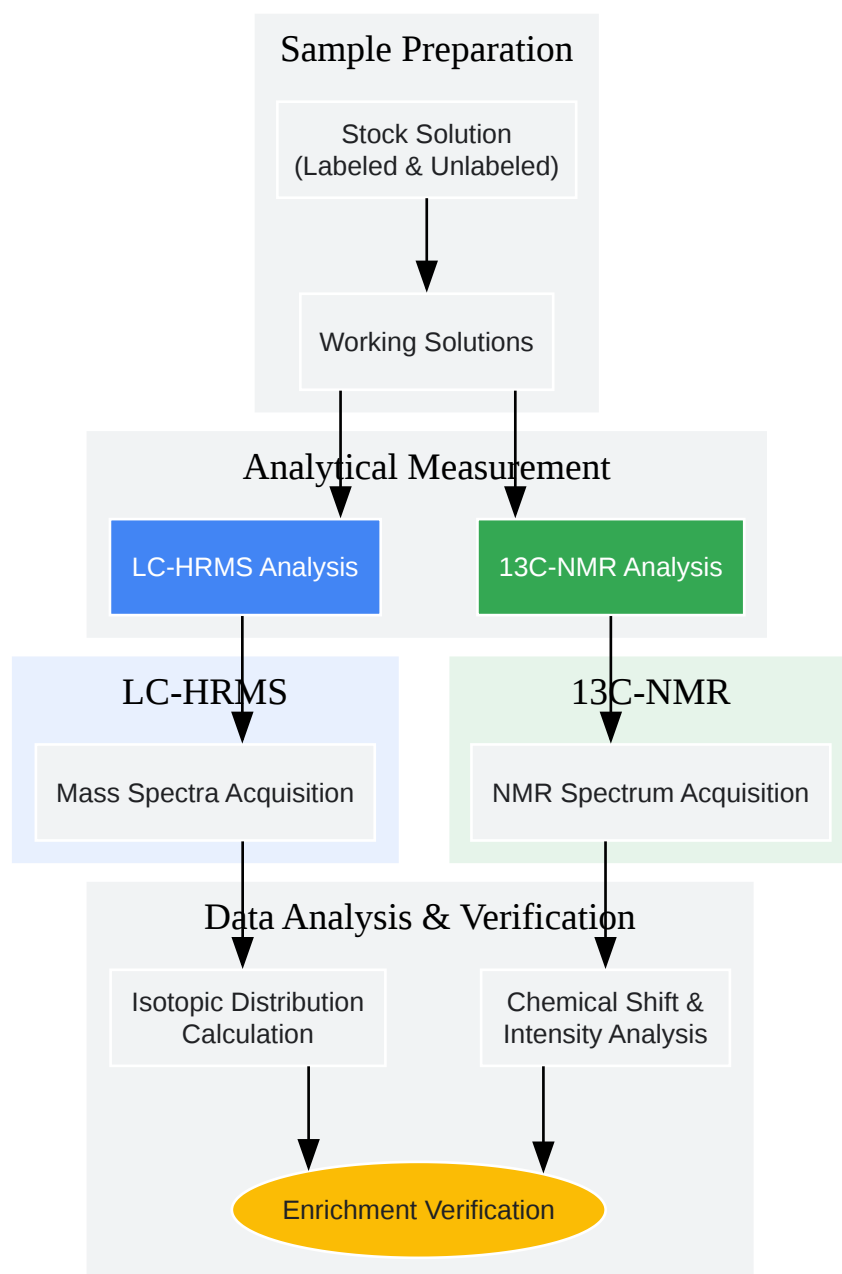 Sample Preparation
Stock Solution
(Labeled & Unlabeled)
Working Solutions
Analytical Measurement
LC-HRMS Analysis
13C-NMR Analysis
LC-HRMS
13C-NMR
Mass Spectra Acquisition
NMR Spectrum Acquisition
Data Analysis & Verification
Isotopic Distribution
Calculation
Chemical Shift &
Intensity Analysis
Enrichment Verification